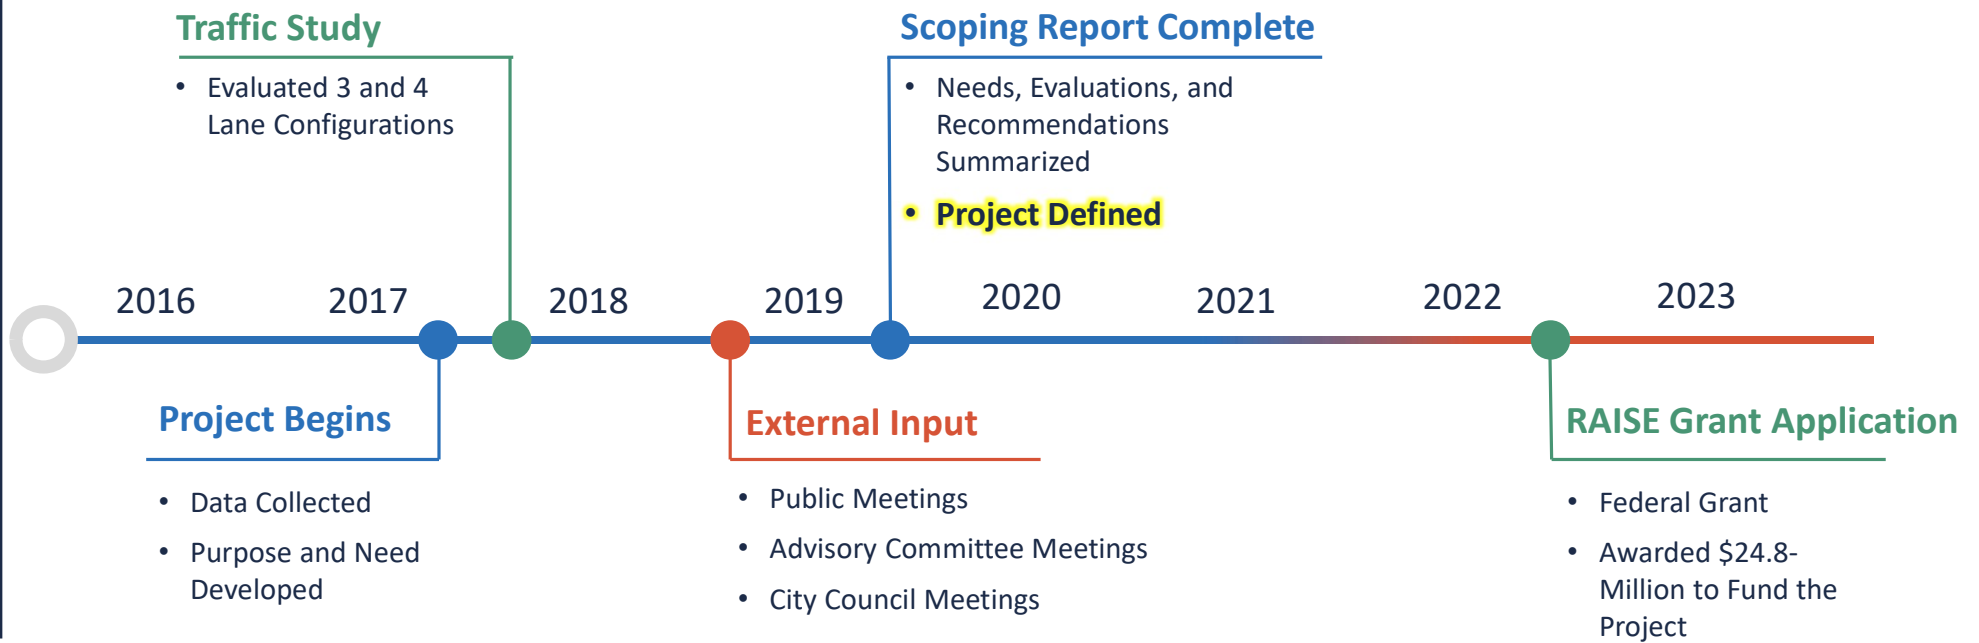 Traffic Study
• Evaluated 3 and 4
Lane Configurations
Scoping Report Complete
• Needs, Evaluations, and
Recommendations
Summarized
• Project Defined
2016 2017 2018 2019 2020 2021 2022 2023
Project Begins
• Data Collected
• Purpose and Need
Developed
External Input
• Public Meetings
• Advisory Committee Meetings
• City Council Meetings
RAISE Grant Application
• Federal Grant
• Awarded $24.8-
Million to Fund the
Project